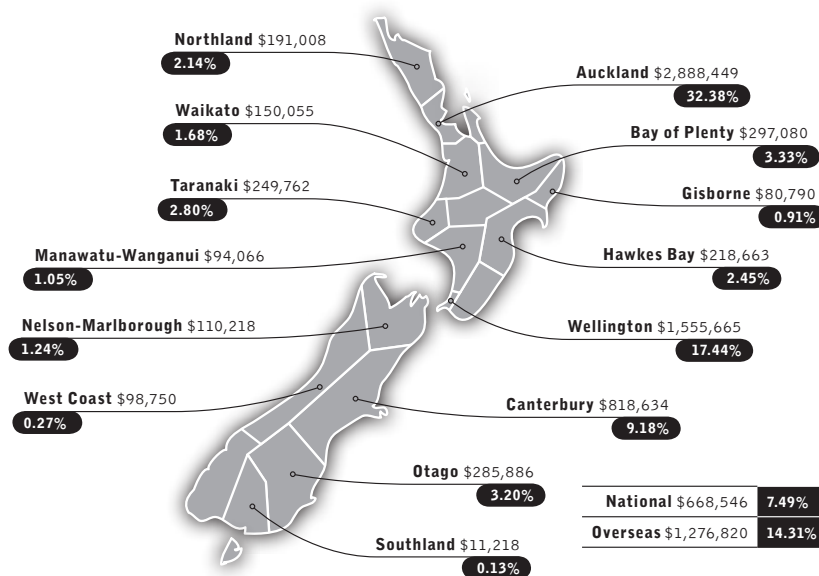 Northland $191,008
2.14%
Auckland $2,888,449
32.38%
Waikato $150,055
1.68%
Bay of Plenty $297,080
3.33%
Taranaki $249,762
2.80%
Gisborne $80,790
0.91%
Manawatu-Wanganui $94,066
1.05%
Hawkes Bay $218,663
2.45%
Nelson-Marlborough $110,218
1.24%
Wellington $1,555,665
17.44%
West Coast $98,750
0.27%
Canterbury $818,634
9.18%
Otago $285,886
3.20%
National $668,546 7.49%
Overseas $1,276,820 14.31%
Southland $11,218
0.13%